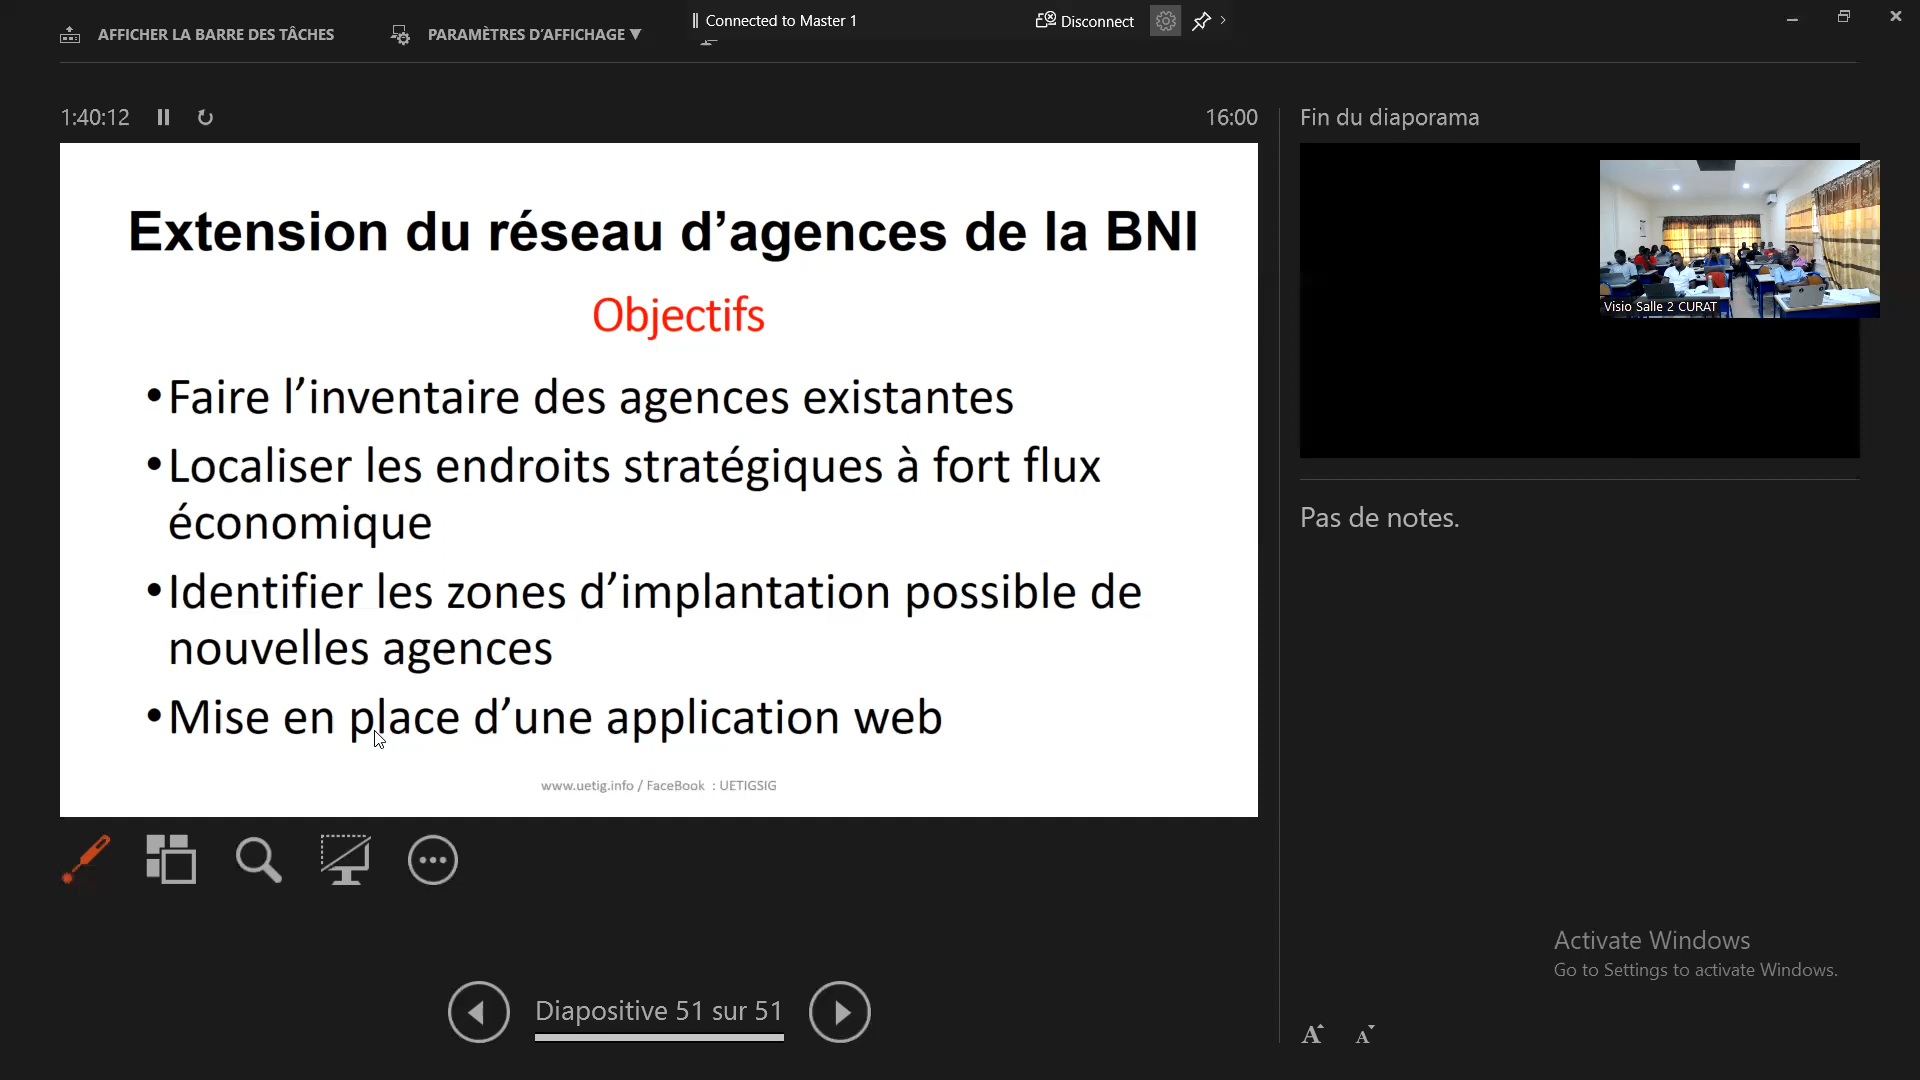 AFFICHER LA BARRE DES TÂCHES
PARAMÈTRES D'AFFICHAGE ▼
Connected to Master 1
Disconnect
1:40:12
16:00
Fin du diaporama
Extension du réseau d’agences de la BNI
Objectifs
•Faire l’inventaire des agences existantes
•Localiser les endroits stratégiques à fort flux
économique
•Identifier les zones d’implantation possible de
nouvelles agences
•Mise en place d’une application web
www.uetig.info / FaceBook : UETIGSIG
Visio Salle 2 CURAT
Pas de notes.
Activate Windows
Go to Settings to activate Windows.
Diapositive 51 sur 51
A A